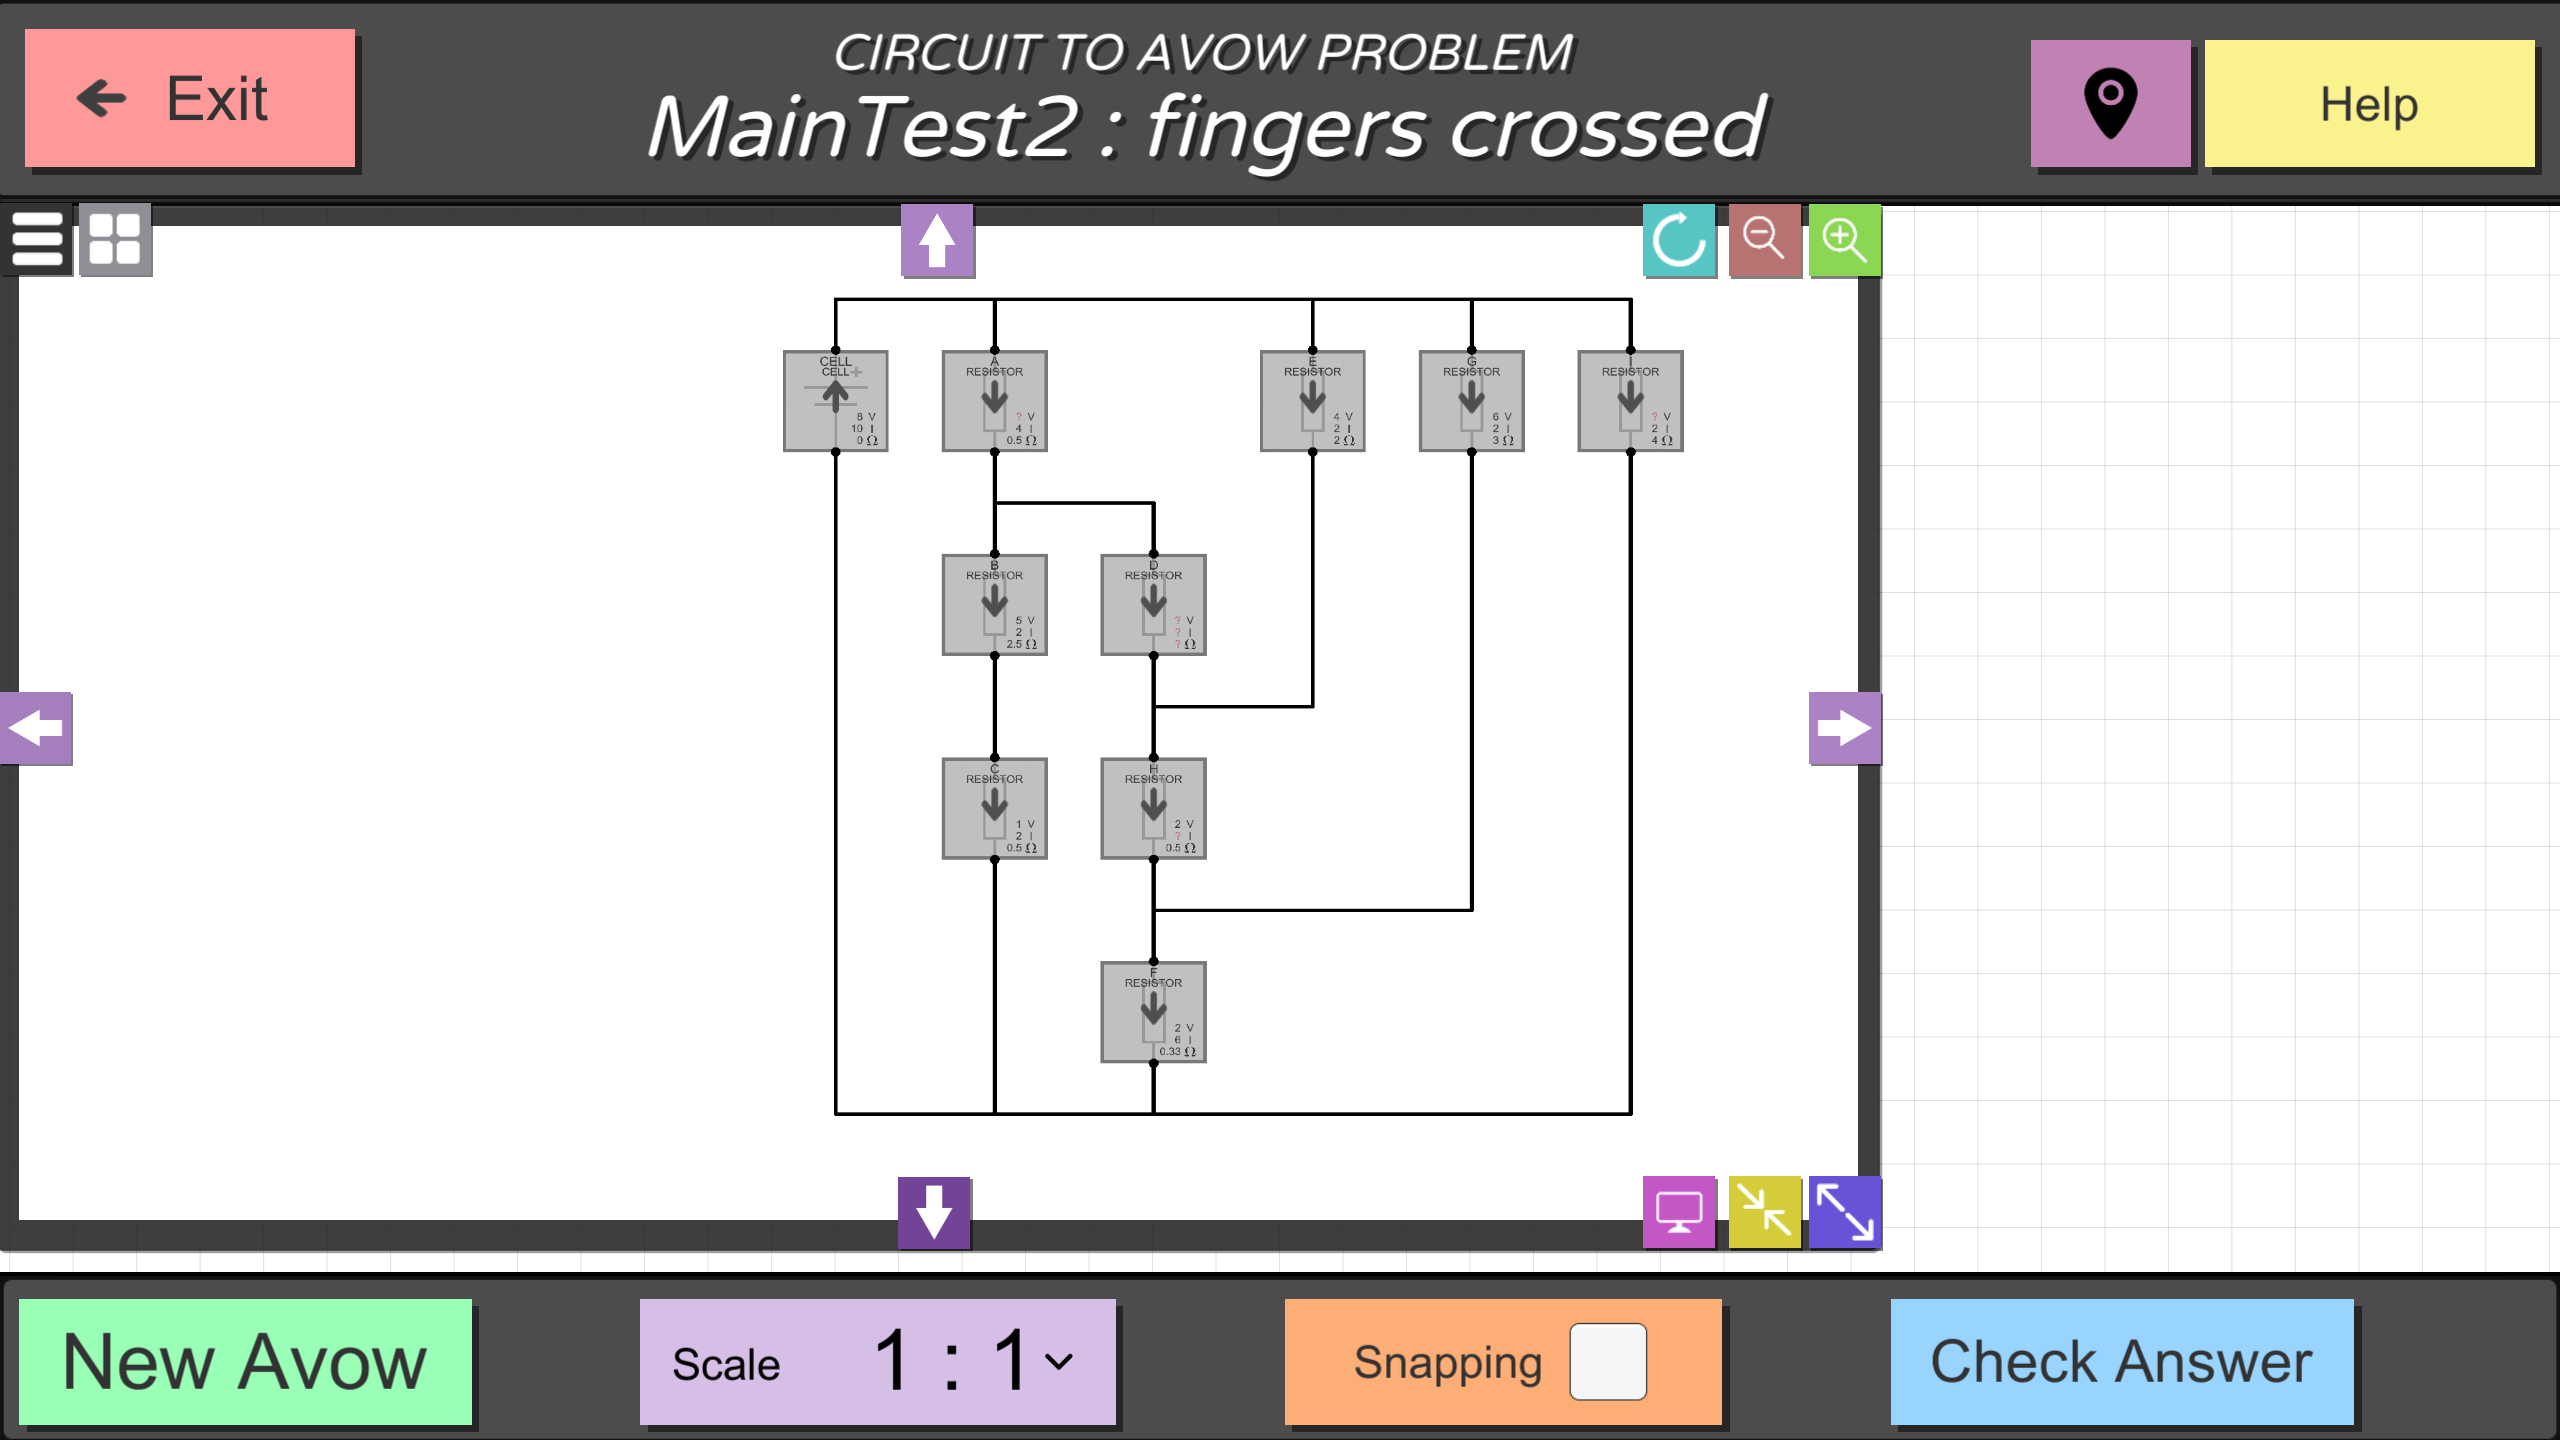 Exit
CIRCUIT TO AVOW PROBLEM
MainTest2 : fingers crossed
Help
CELL
CELL
8 V
10 I
0 Ω
A
RESISTOR
? V
4 I
0.5 Ω
E
RESISTOR
4 V
2 I
2 Ω
G
RESISTOR
6 V
2 I
3 Ω
I
RESISTOR
? V
2 I
4 Ω
B
RESISTOR
5 V
2 I
2.5 Ω
D
RESISTOR
? V
? I
? Ω
C
RESISTOR
1 V
2 I
0.5 Ω
H
RESISTOR
2 V
? I
0.5 Ω
F
RESISTOR
2 V
6 I
0.33 Ω
New Avow
Scale 1 : 1
Snapping
Check Answer